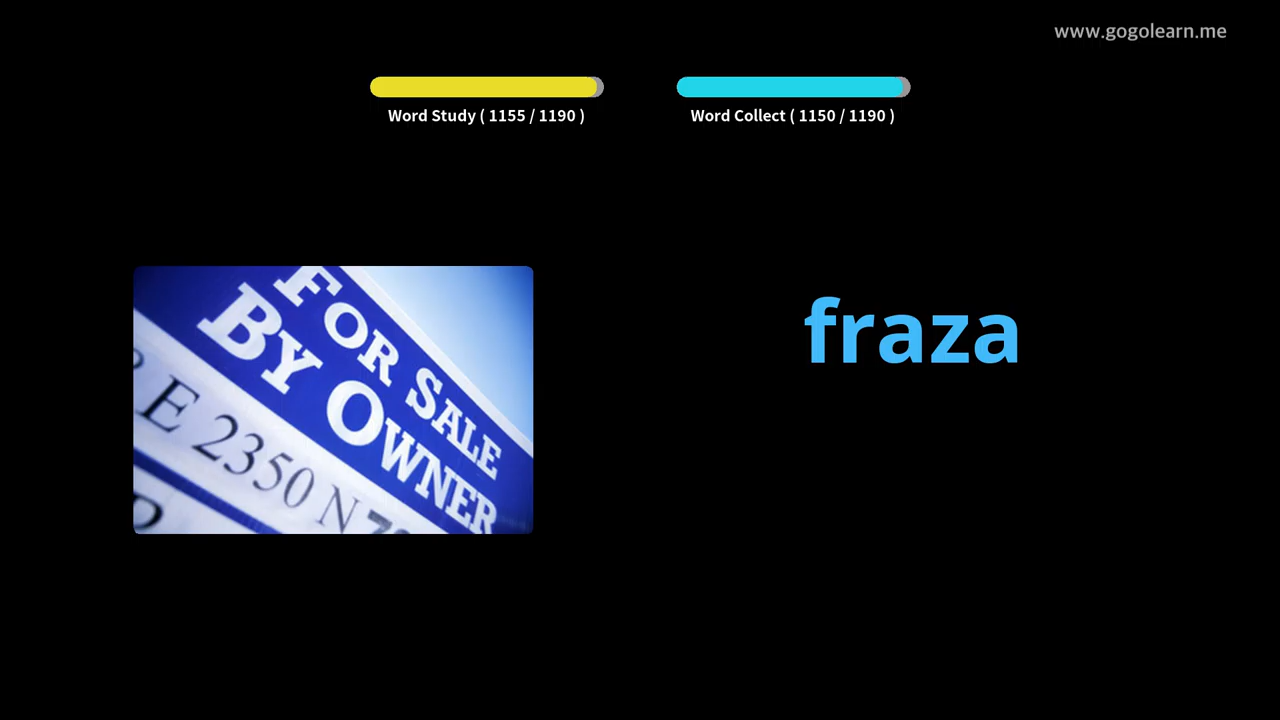 www.gogolearn.me
Word Study ( 1155 / 1190 )
Word Collect ( 1150 / 1190 )
FOR SALE
BY OWNER
E 2350 N
fraza